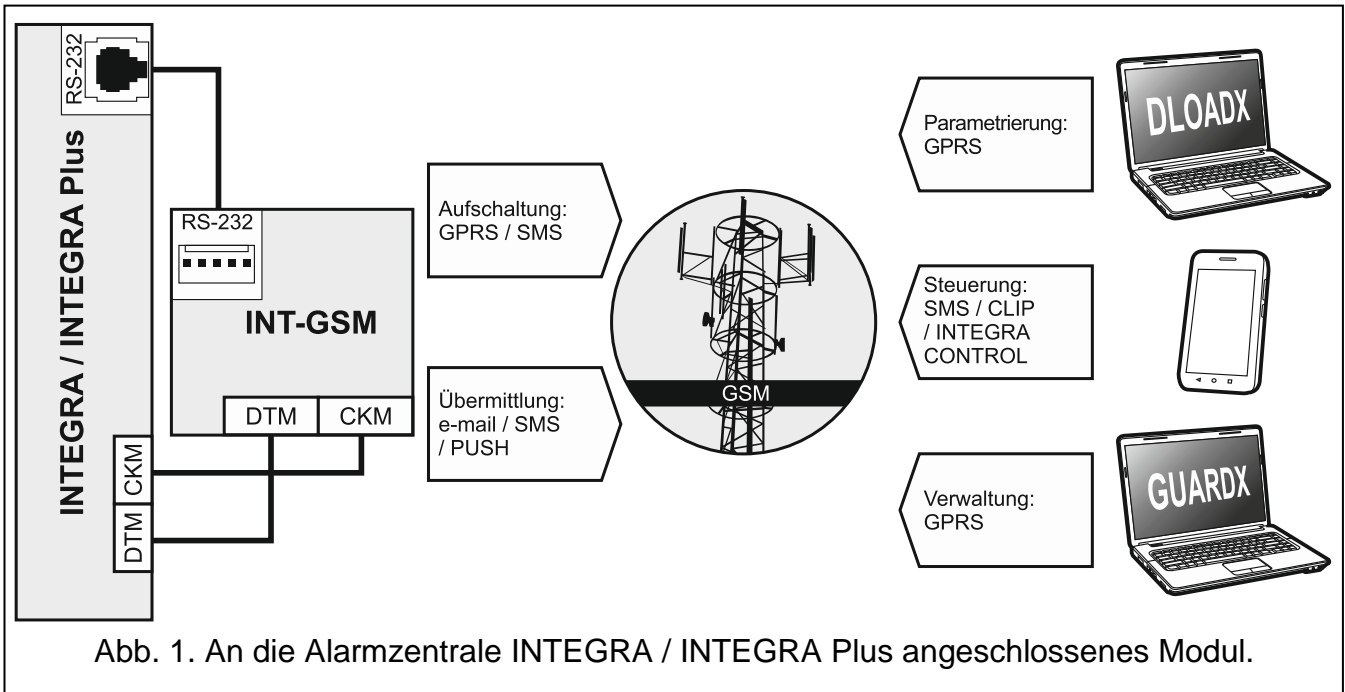 RS-232
INTEGRA / INTEGRA Plus
CKM
DTM
RS-232
INT-GSM
DTM
CKM
Aufschaltung:
GPRS / SMS
Übermittlung:
e-mail / SMS
/ PUSH
GSM
Parametrierung:
GPRS
DLOADX
Steuerung:
SMS / CLIP
/ INTEGRA
CONTROL
Verwaltung:
GPRS
GUARDX
Abb. 1. An die Alarmzentrale INTEGRA / INTEGRA Plus angeschlossenes Modul.